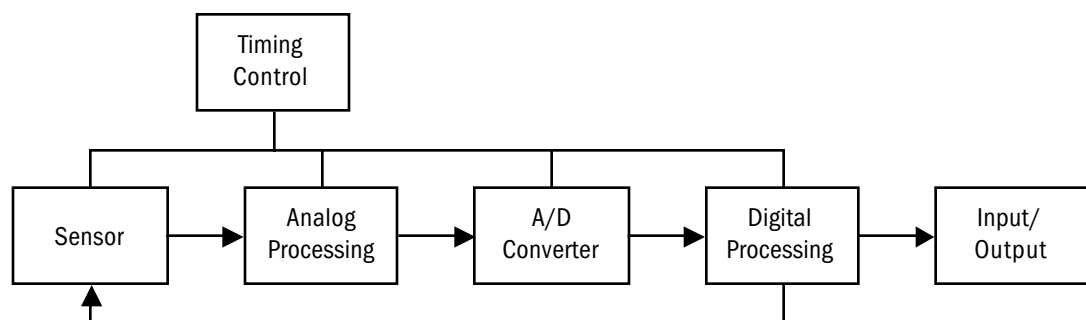 Timing
Control
Sensor
Analog
Processing
A/D
Converter
Digital
Processing
Input/
Output